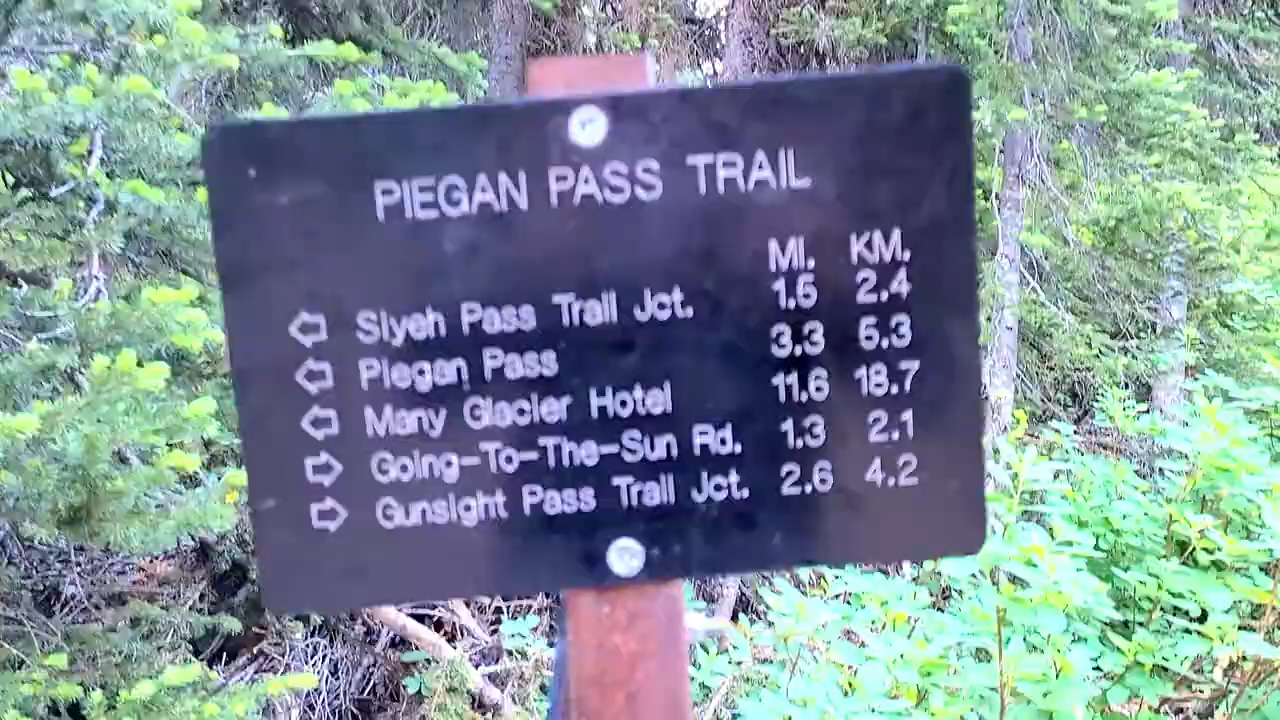 PIEGAN PASS TRAIL
MI. KM.
⇦ Siyeh Pass Trail Jct. 1.5 2.4
⇦ Piegan Pass 3.3 5.3
⇦ Many Glacier Hotel 11.6 18.7
⇨ Going-To-The-Sun Rd. 1.3 2.1
⇨ Gunsight Pass Trail Jct. 2.6 4.2